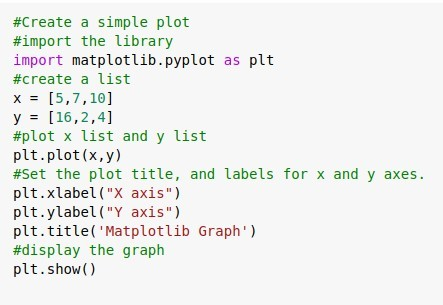 #Create a simple plot
#import the library
import matplotlib.pyplot as plt
#create a list
x = [5,7,10]
y = [16,2,4]
#plot x list and y list
plt.plot(x,y)
#Set the plot title, and labels for x and y axes.
plt.xlabel("X axis")
plt.ylabel("Y axis")
plt.title('Matplotlib Graph')
#display the graph
plt.show()